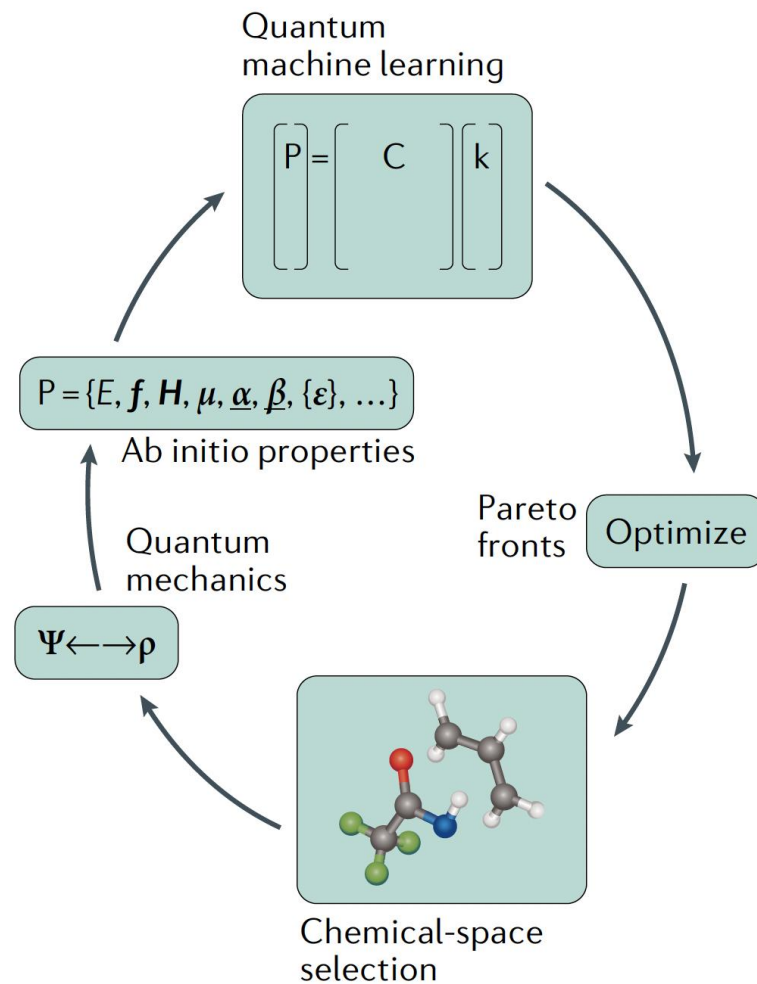 Quantum
machine learning
P = C k
P = {E, f, H, μ, α, β, {ε}, …}
Ab initio properties
Pareto
fronts
Optimize
Quantum
mechanics
Ψ←→ρ
Chemical-space
selection